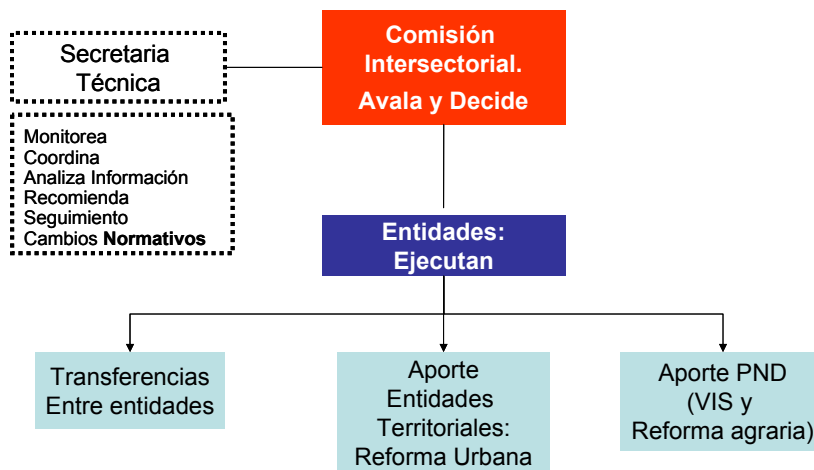 Secretaria
Técnica
Comisión
Intersectorial.
Avala y Decide
Monitorea
Coordina
Analiza Información
Recomienda
Seguimiento
Cambios Normativos
Entidades:
Ejecutan
Transferencias
Entre entidades
Aporte
Entidades
Territoriales:
Reforma Urbana
Aporte PND
(VIS y
Reforma agraria)